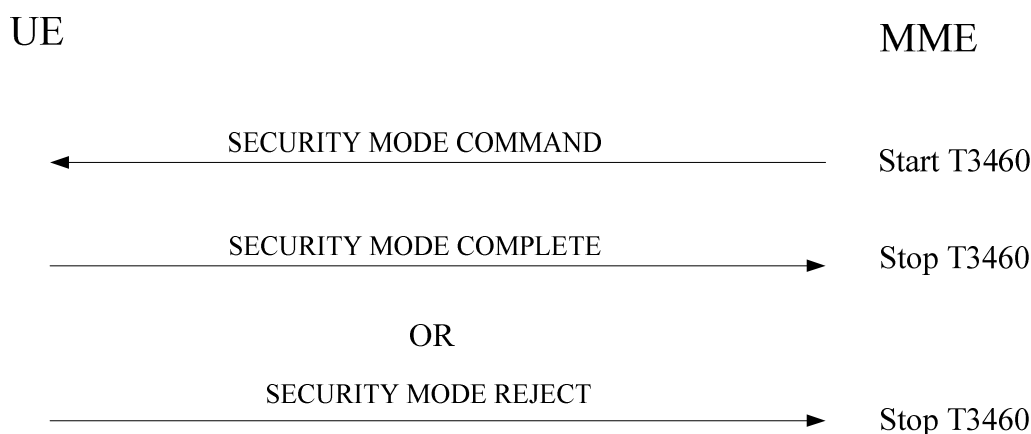 UE
MME
SECURITY MODE COMMAND
Start T3460
SECURITY MODE COMPLETE
Stop T3460
OR
SECURITY MODE REJECT
Stop T3460